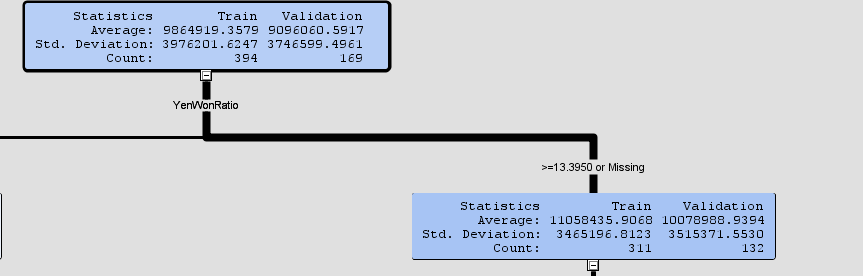 Statistics Train Validation
Average: 9864919.3579 9096060.5917
Std. Deviation: 3976201.6247 3746599.4961
Count: 394 169
YenWonRatio
>=13.3950 or Missing
Statistics Train Validation
Average: 11058435.9068 10078988.9394
Std. Deviation: 3465196.8123 3515371.5530
Count: 311 132